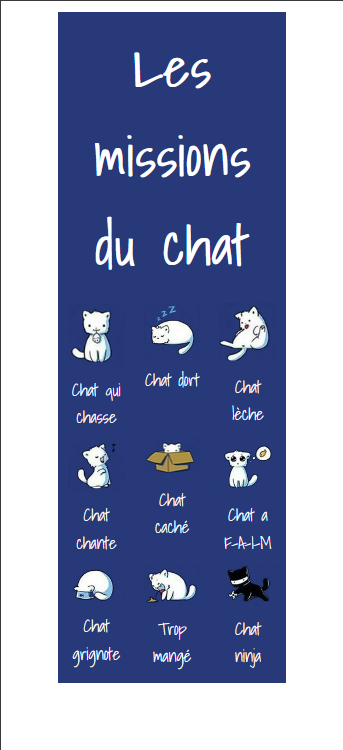 Les
missions
du chat
zzz
Chat qui
chasse
Chat dort
Chat
lèche
Chat
chante
Chat
caché
Chat a
F-A-I-M
Chat
grignote
Trop
mangé
Chat
ninja